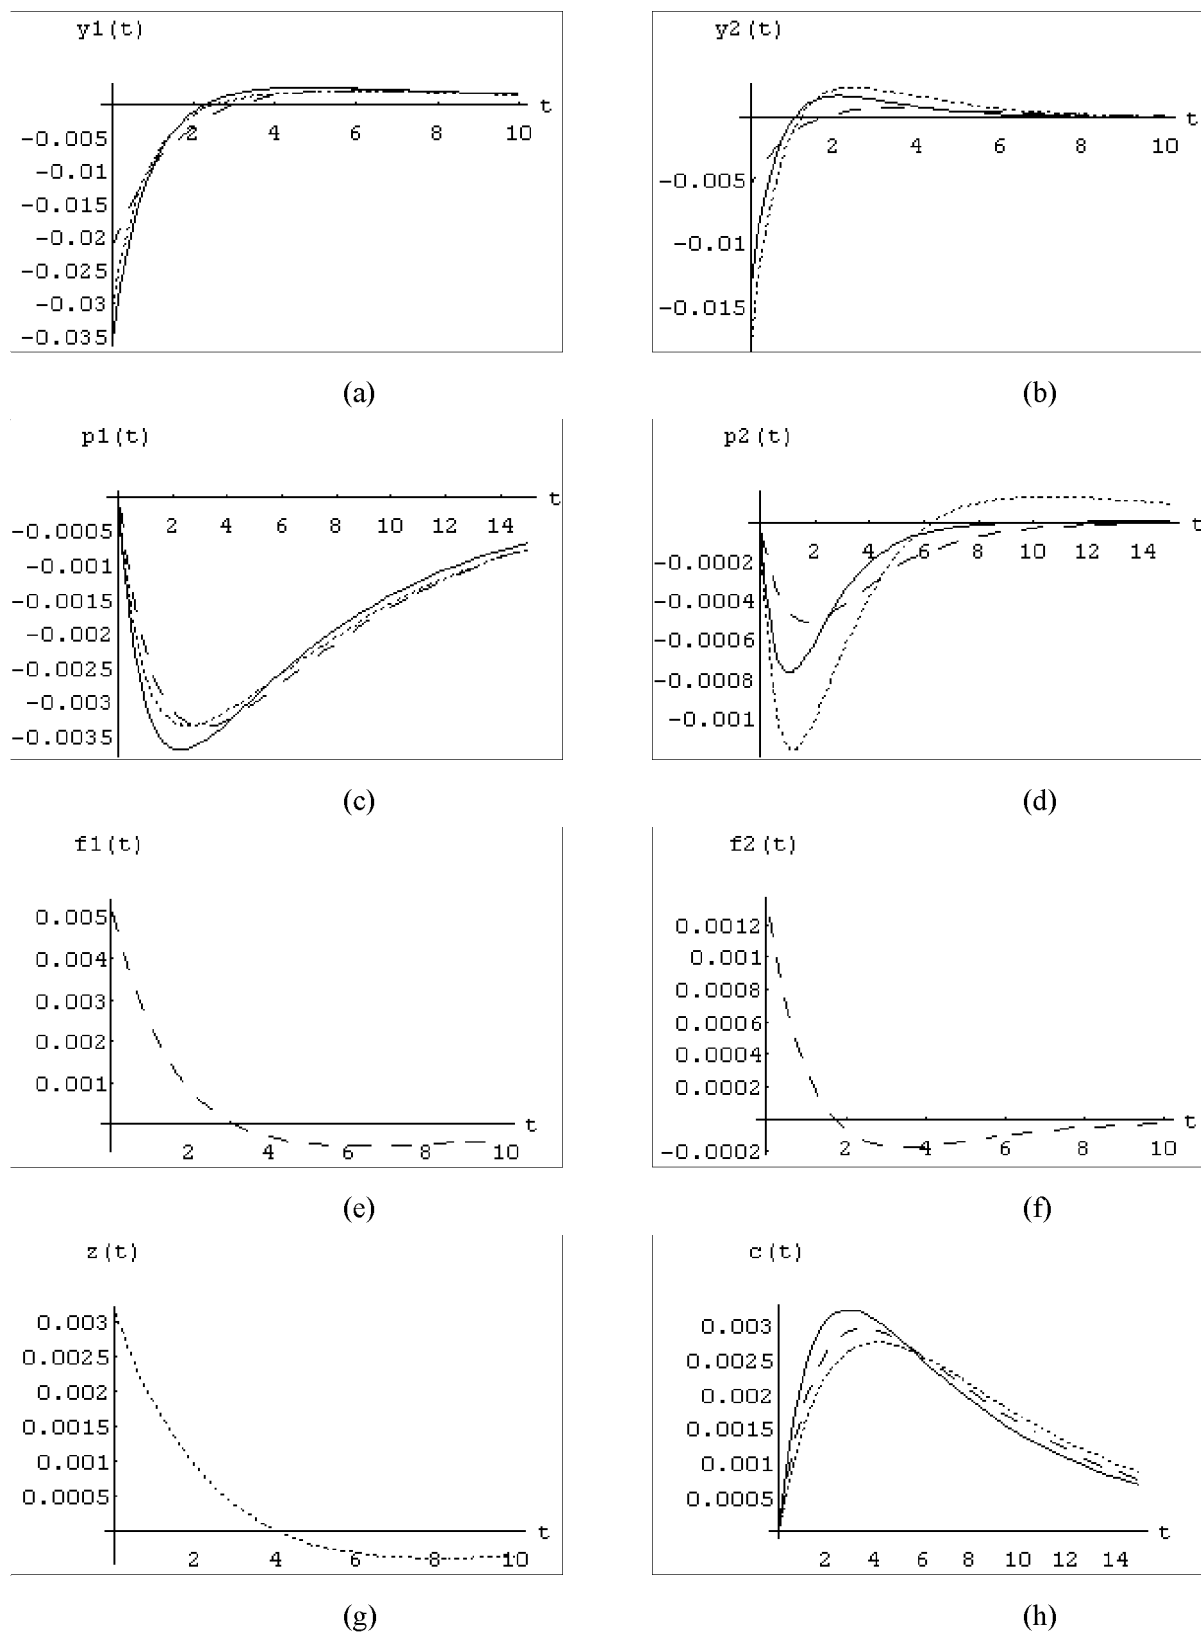 y1(t)
t
2 4 6 8 10
-0.005
-0.01
-0.015
-0.02
-0.025
-0.03
-0.035
(a)
y2(t)
t
2 4 6 8 10
-0.005
-0.01
-0.015
(b)
p1(t)
t
2 4 6 8 10 12 14
-0.0005
-0.001
-0.0015
-0.002
-0.0025
-0.003
-0.0035
(c)
p2(t)
t
2 4 6 8 10 12 14
-0.0002
-0.0004
-0.0006
-0.0008
-0.001
(d)
f1(t)
0.005
0.004
0.003
0.002
0.001
t
2 4 6 8 10
(e)
f2(t)
0.0012
0.001
0.0008
0.0006
0.0004
0.0002
t
-0.0002
2 4 6 8 10
(f)
z(t)
0.003
0.0025
0.002
0.0015
0.001
0.0005
t
2 4 6 8 10
(g)
c(t)
0.003
0.0025
0.002
0.0015
0.001
0.0005
t
2 4 6 8 10 12 14
(h)